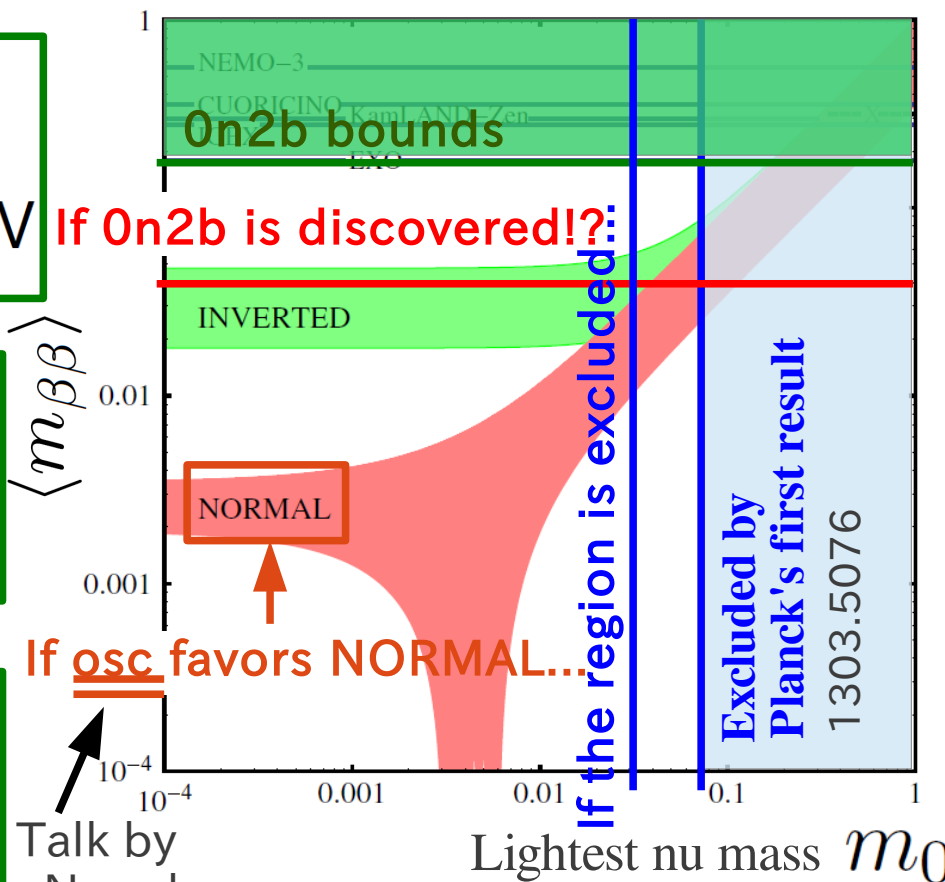 1
NEMO–3
CUORICINO
KamLAND–Zen
EXO
0n2b bounds
V
If 0n2b is discovered!?
INVERTED
⟨mββ⟩
0.01
NORMAL
0.001
If osc favors NORMAL...
10⁻⁴
If the region is excluded...
Excluded by
Planck's first result
1303.5076
10⁻⁴
0.001
0.01
0.1
1
Talk by
Lightest nu mass m₀